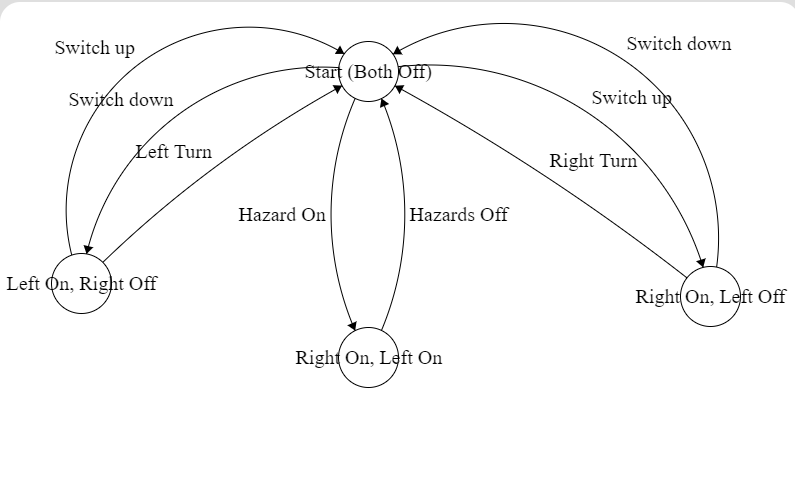 Switch up
Switch down
Start (Both Off)
Switch down
Switch up
Left Turn
Right Turn
Hazard On
Hazards Off
Left On, Right Off
Right On, Left Off
Right On, Left On